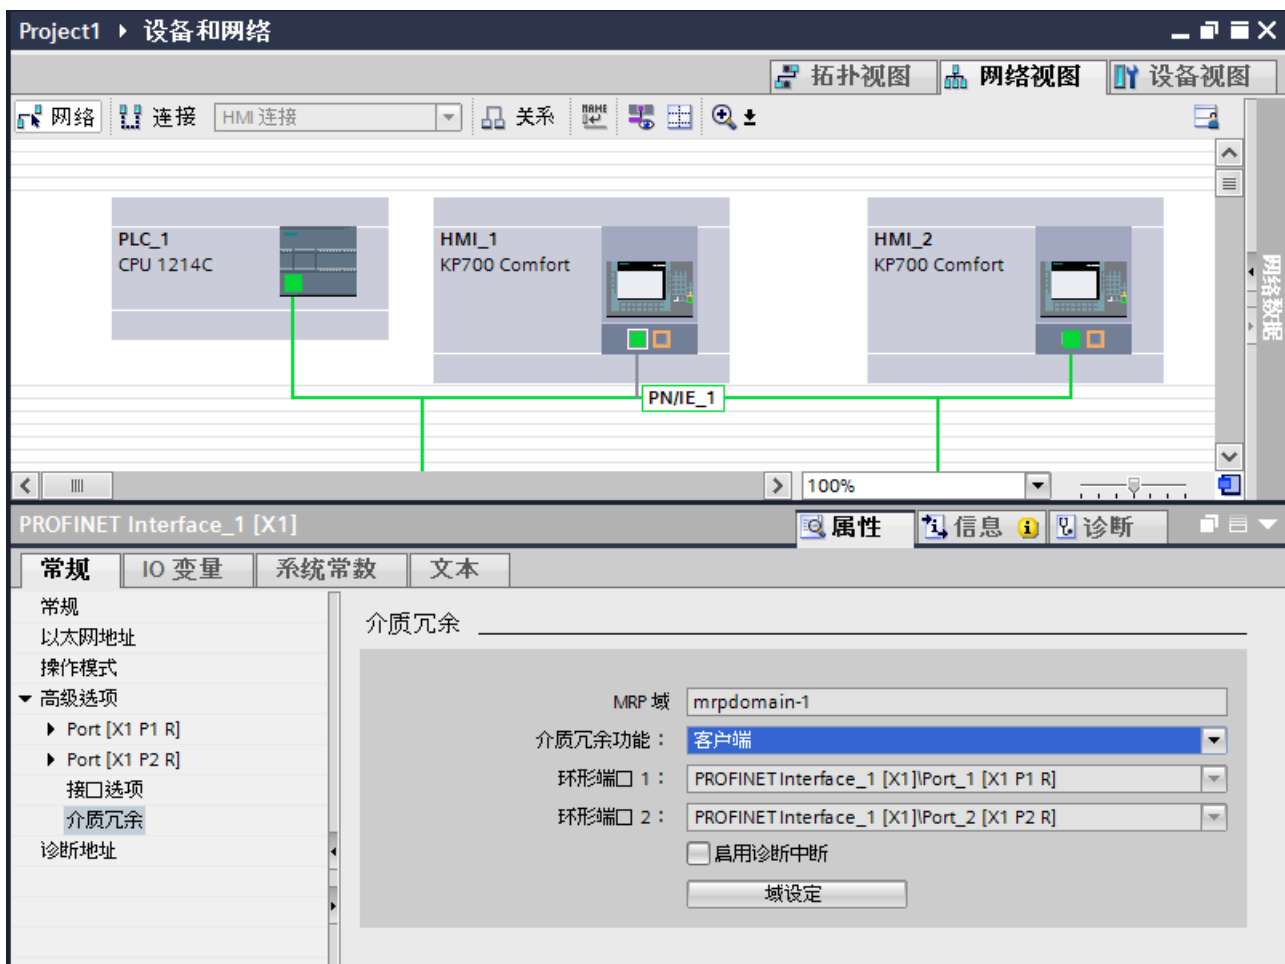 Project1 ▸ 设备和网络
拓扑视图 网络视图 设备视图
网络 连接 HMI 连接 关系 NAME
PLC_1
CPU 1214C
HMI_1
KP700 Comfort
HMI_2
KP700 Comfort
网络数据
PN/IE_1
100%
PROFINET Interface_1 [X1] 属性 信息 诊断
常规 IO 变量 系统常数 文本
常规
以太网地址
操作模式
高级选项
Port [X1 P1 R]
Port [X1 P2 R]
接口选项
介质冗余
诊断地址
介质冗余
MRP 域 mrpdomain-1
介质冗余功能： 客户端
环形端口 1： PROFINET Interface_1 [X1]\Port_1 [X1 P1 R]
环形端口 2： PROFINET Interface_1 [X1]\Port_2 [X1 P2 R]
启用诊断中断
域设定